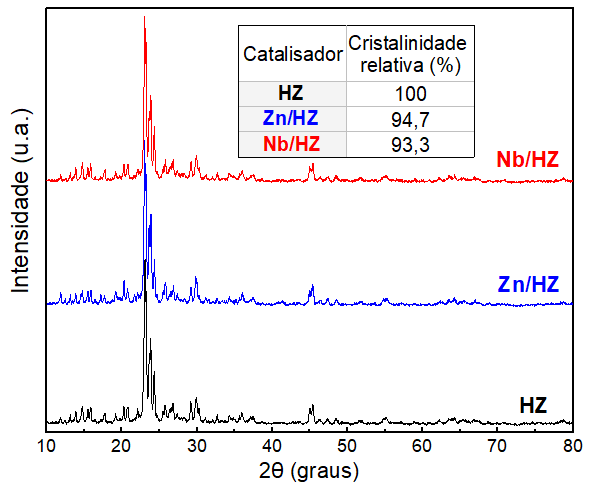 Catalisador Cristalinidade relativa (%)
HZ 100
Zn/HZ 94,7
Nb/HZ 93,3
Nb/HZ
Zn/HZ
HZ
Intensidade (u.a.)
10 20 30 40 50 60 70 80
2θ (graus)